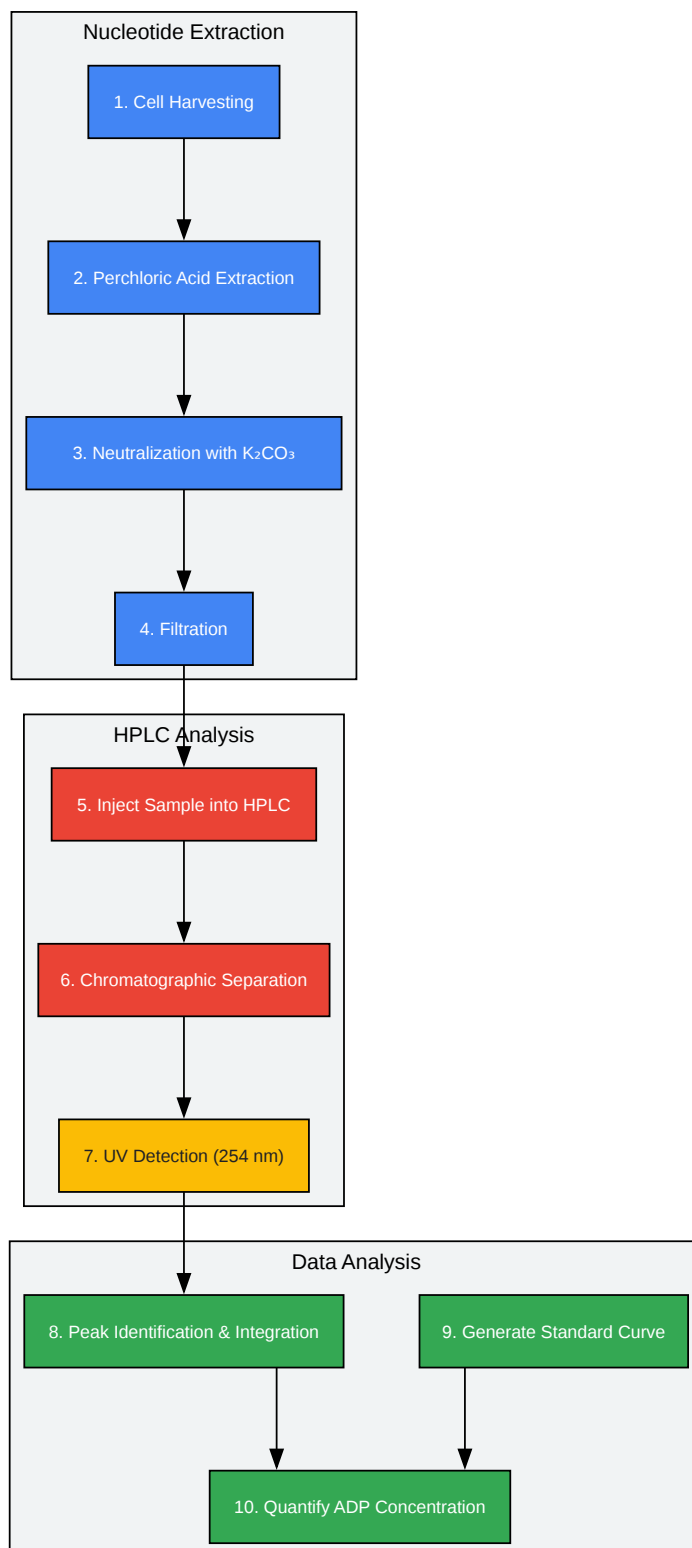 Nucleotide Extraction
1. Cell Harvesting
2. Perchloric Acid Extraction
3. Neutralization with K₂CO₃
4. Filtration
HPLC Analysis
5. Inject Sample into HPLC
6. Chromatographic Separation
7. UV Detection (254 nm)
Data Analysis
8. Peak Identification & Integration
9. Generate Standard Curve
10. Quantify ADP Concentration